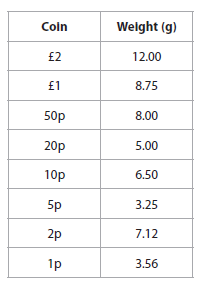 Coin Weight (g)
£2 12.00
£1 8.75
50p 8.00
20p 5.00
10p 6.50
5p 3.25
2p 7.12
1p 3.56